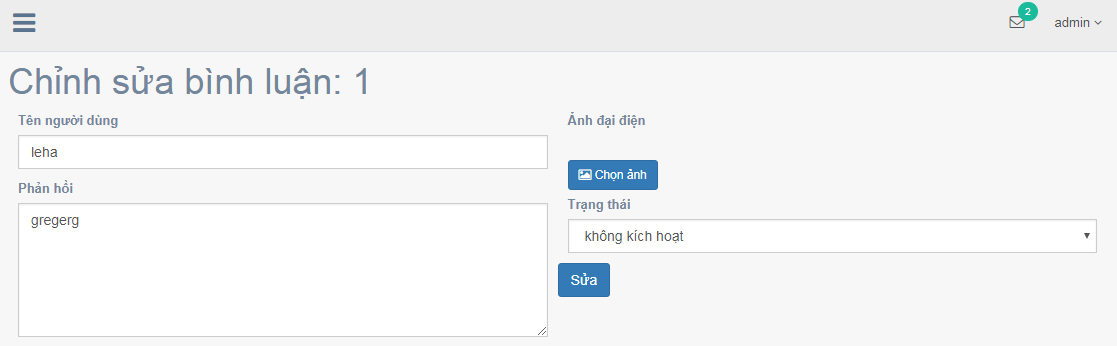 2
admin
Chỉnh sửa bình luận: 1
Tên người dùng
leha
Phản hồi
gregerg
Ảnh đại diện
Chọn ảnh
Trạng thái
không kích hoạt
Sửa